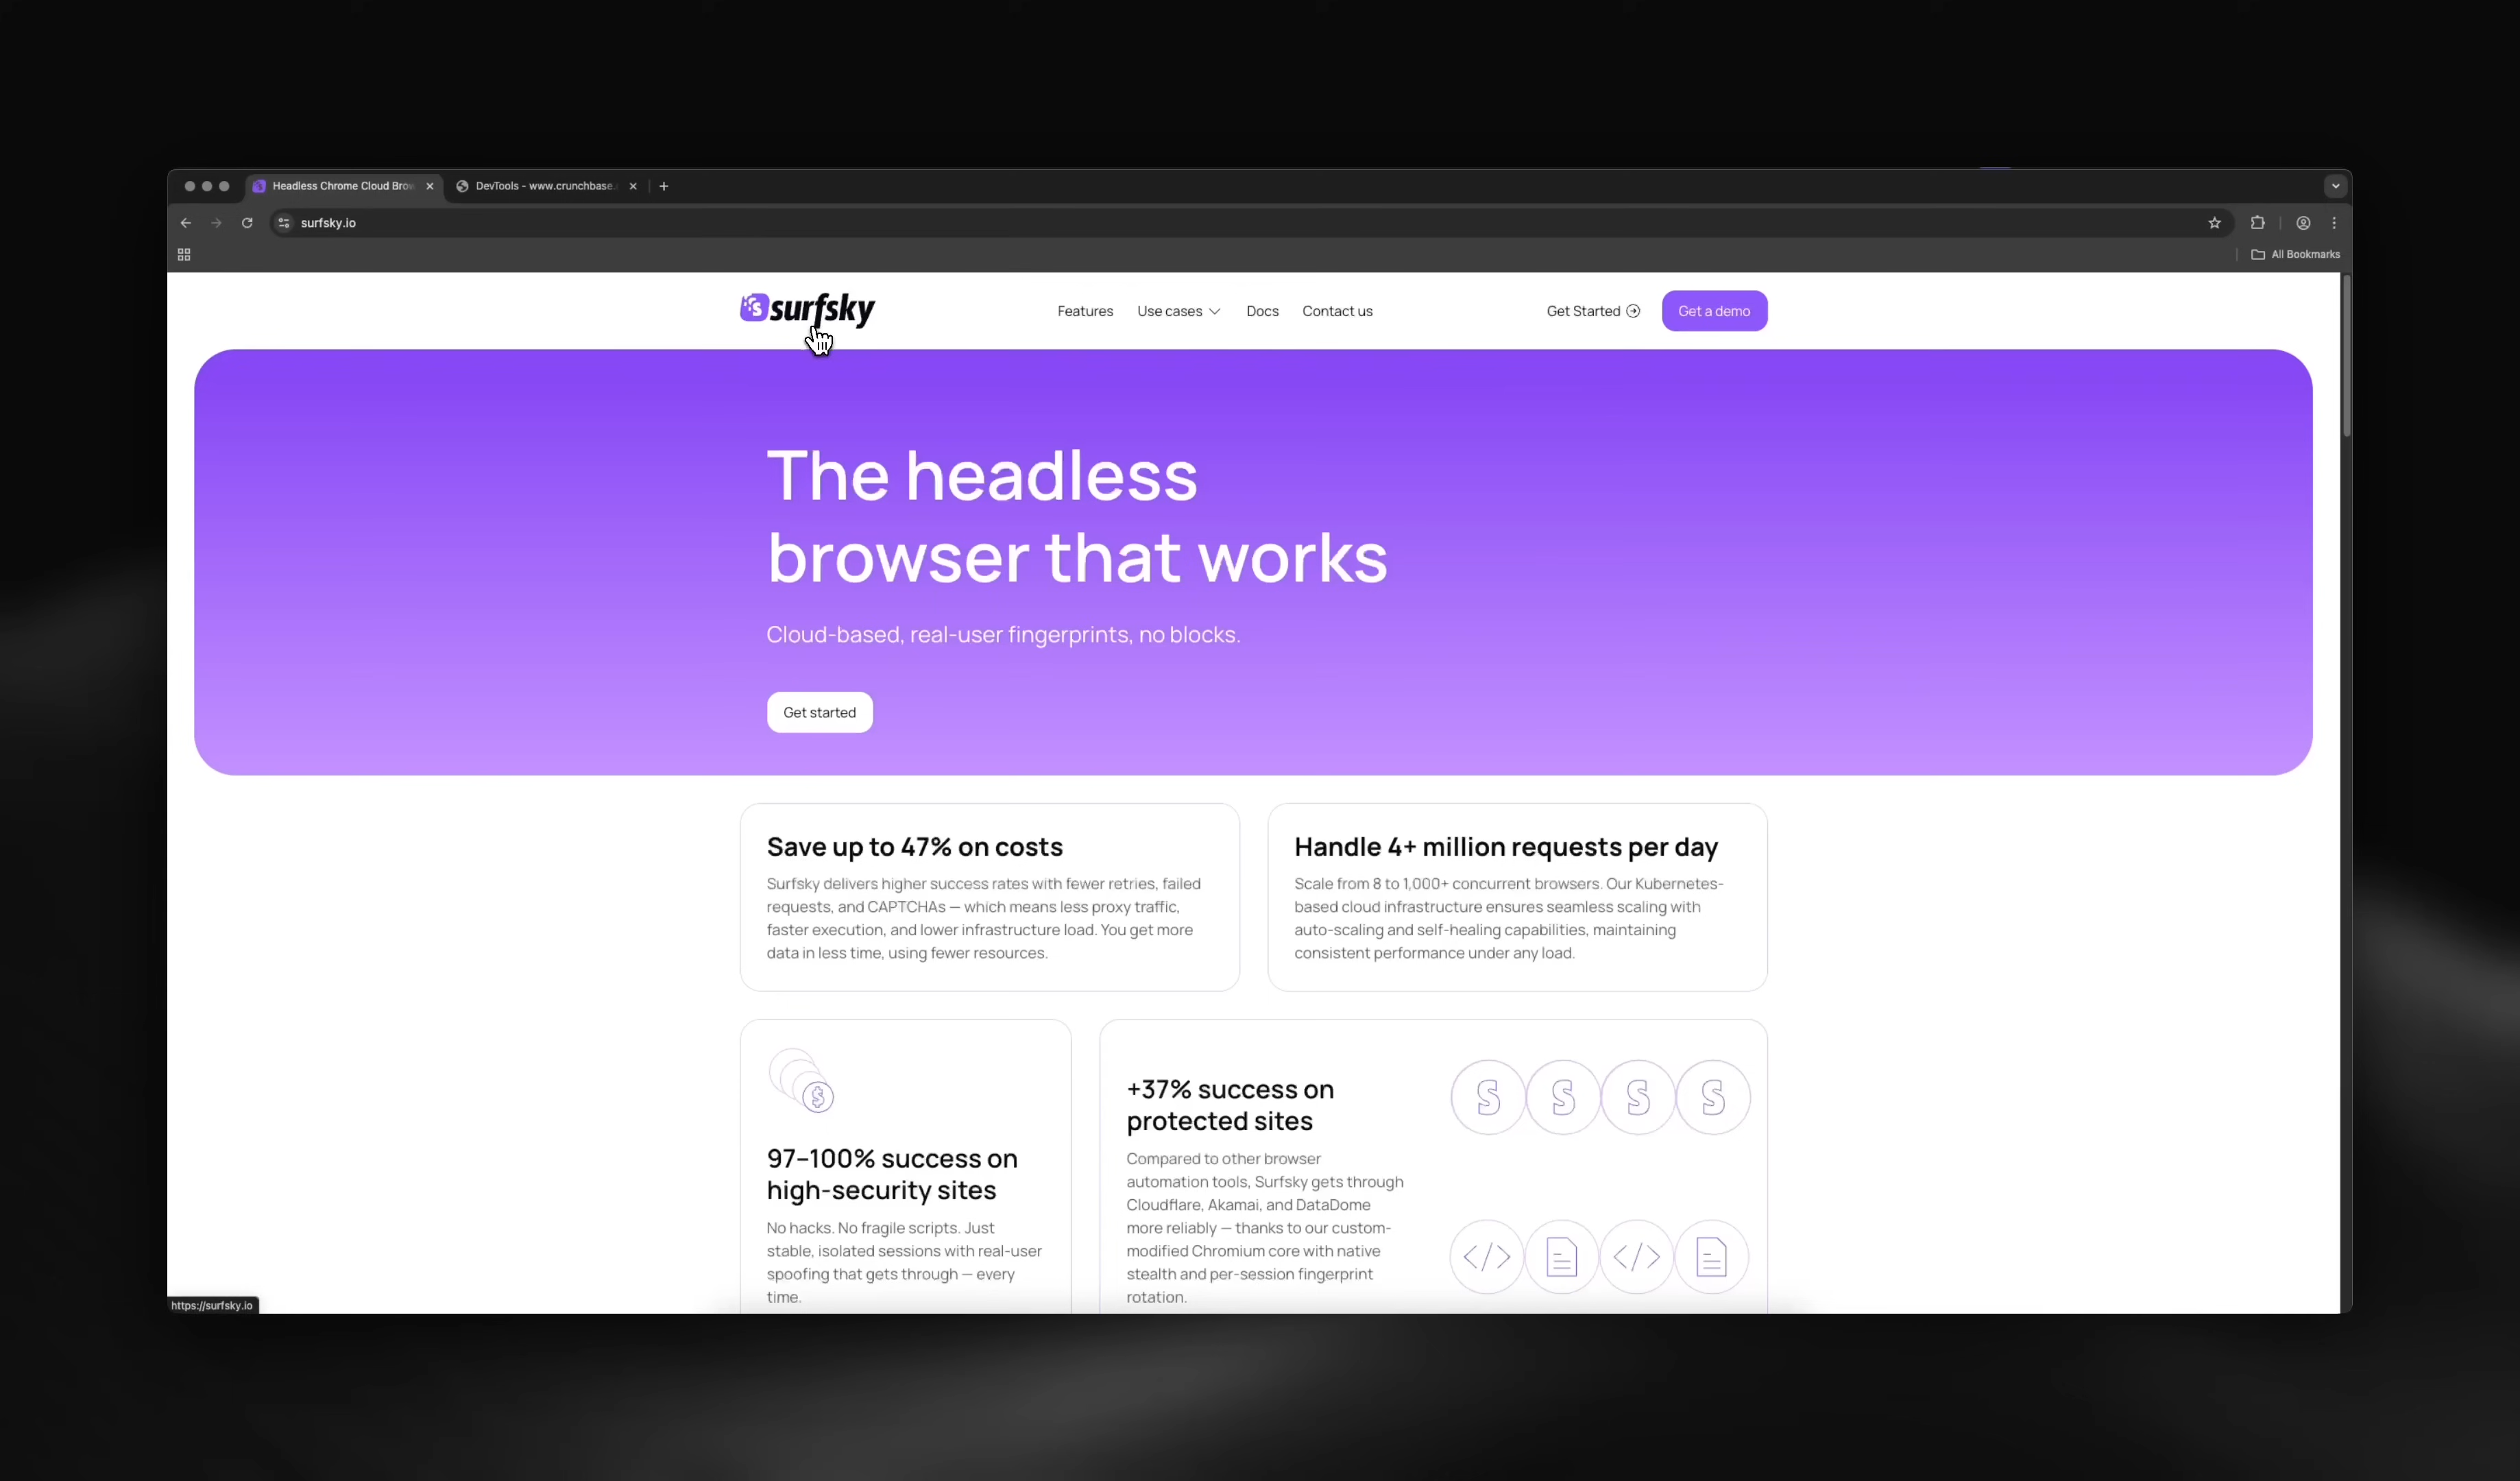 Headless Chrome Cloud Brow
DevTools - www.crunchbase.
surfsky.io
All Bookmarks
surfsky
Features
Use cases
Docs
Contact us
Get Started
Get a demo
The headless
browser that works
Cloud-based, real-user fingerprints, no blocks.
Get started
Save up to 47% on costs
Surfsky delivers higher success rates with fewer retries, failed
requests, and CAPTCHAs — which means less proxy traffic,
faster execution, and lower infrastructure load. You get more
data in less time, using fewer resources.
Handle 4+ million requests per day
Scale from 8 to 1,000+ concurrent browsers. Our Kubernetes-
based cloud infrastructure ensures seamless scaling with
auto-scaling and self-healing capabilities, maintaining
consistent performance under any load.
97–100% success on
high-security sites
No hacks. No fragile scripts. Just
stable, isolated sessions with real-user
spoofing that gets through — every
time.
+37% success on
protected sites
Compared to other browser
automation tools, Surfsky gets through
Cloudflare, Akamai, and DataDome
more reliably — thanks to our custom-
modified Chromium core with native
stealth and per-session fingerprint
rotation.
S S S S
https://surfsky.io